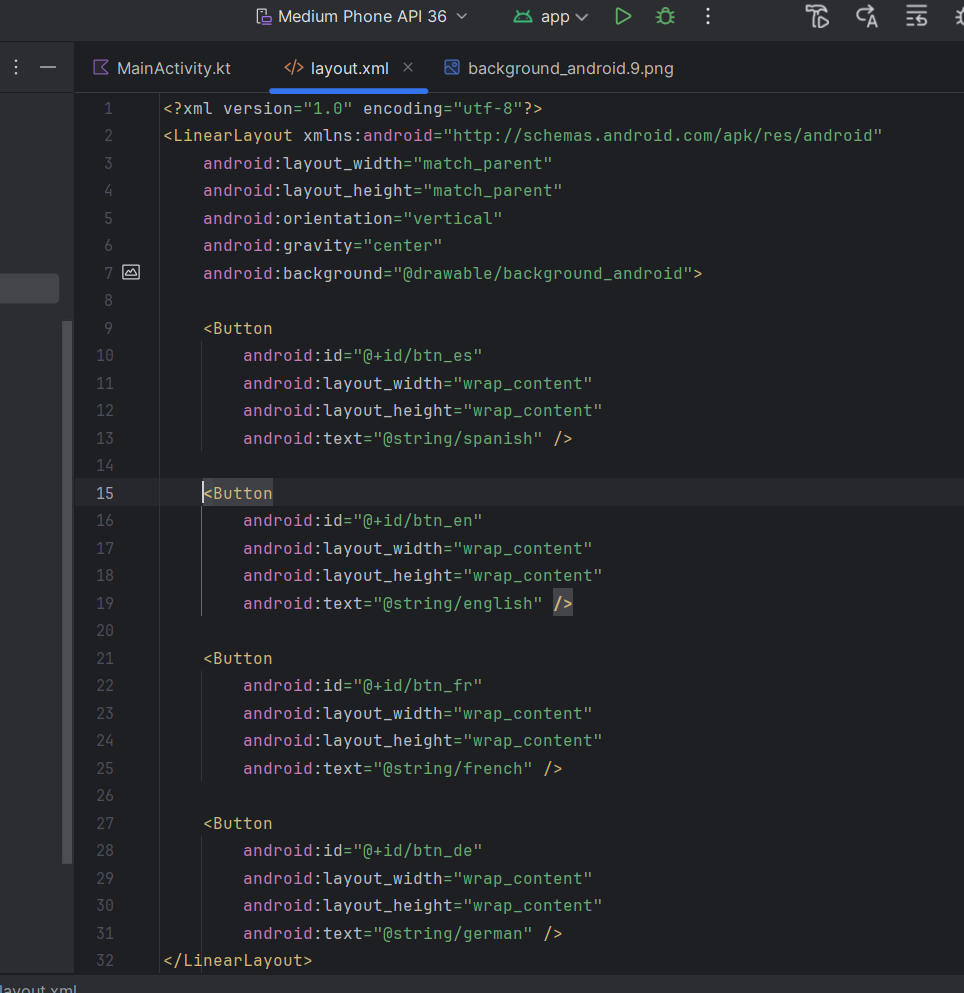 Medium Phone API 36
app
MainActivity.kt
layout.xml
background_android.9.png
1 <?xml version="1.0" encoding="utf-8"?>
2 <LinearLayout xmlns:android="http://schemas.android.com/apk/res/android"
3 android:layout_width="match_parent"
4 android:layout_height="match_parent"
5 android:orientation="vertical"
6 android:gravity="center"
7 android:background="@drawable/background_android">
8
9 <Button
10 android:id="@+id/btn_es"
11 android:layout_width="wrap_content"
12 android:layout_height="wrap_content"
13 android:text="@string/spanish" />
14
15 <Button
16 android:id="@+id/btn_en"
17 android:layout_width="wrap_content"
18 android:layout_height="wrap_content"
19 android:text="@string/english" />
20
21 <Button
22 android:id="@+id/btn_fr"
23 android:layout_width="wrap_content"
24 android:layout_height="wrap_content"
25 android:text="@string/french" />
26
27 <Button
28 android:id="@+id/btn_de"
29 android:layout_width="wrap_content"
30 android:layout_height="wrap_content"
31 android:text="@string/german" />
32 </LinearLayout>
layout.xml